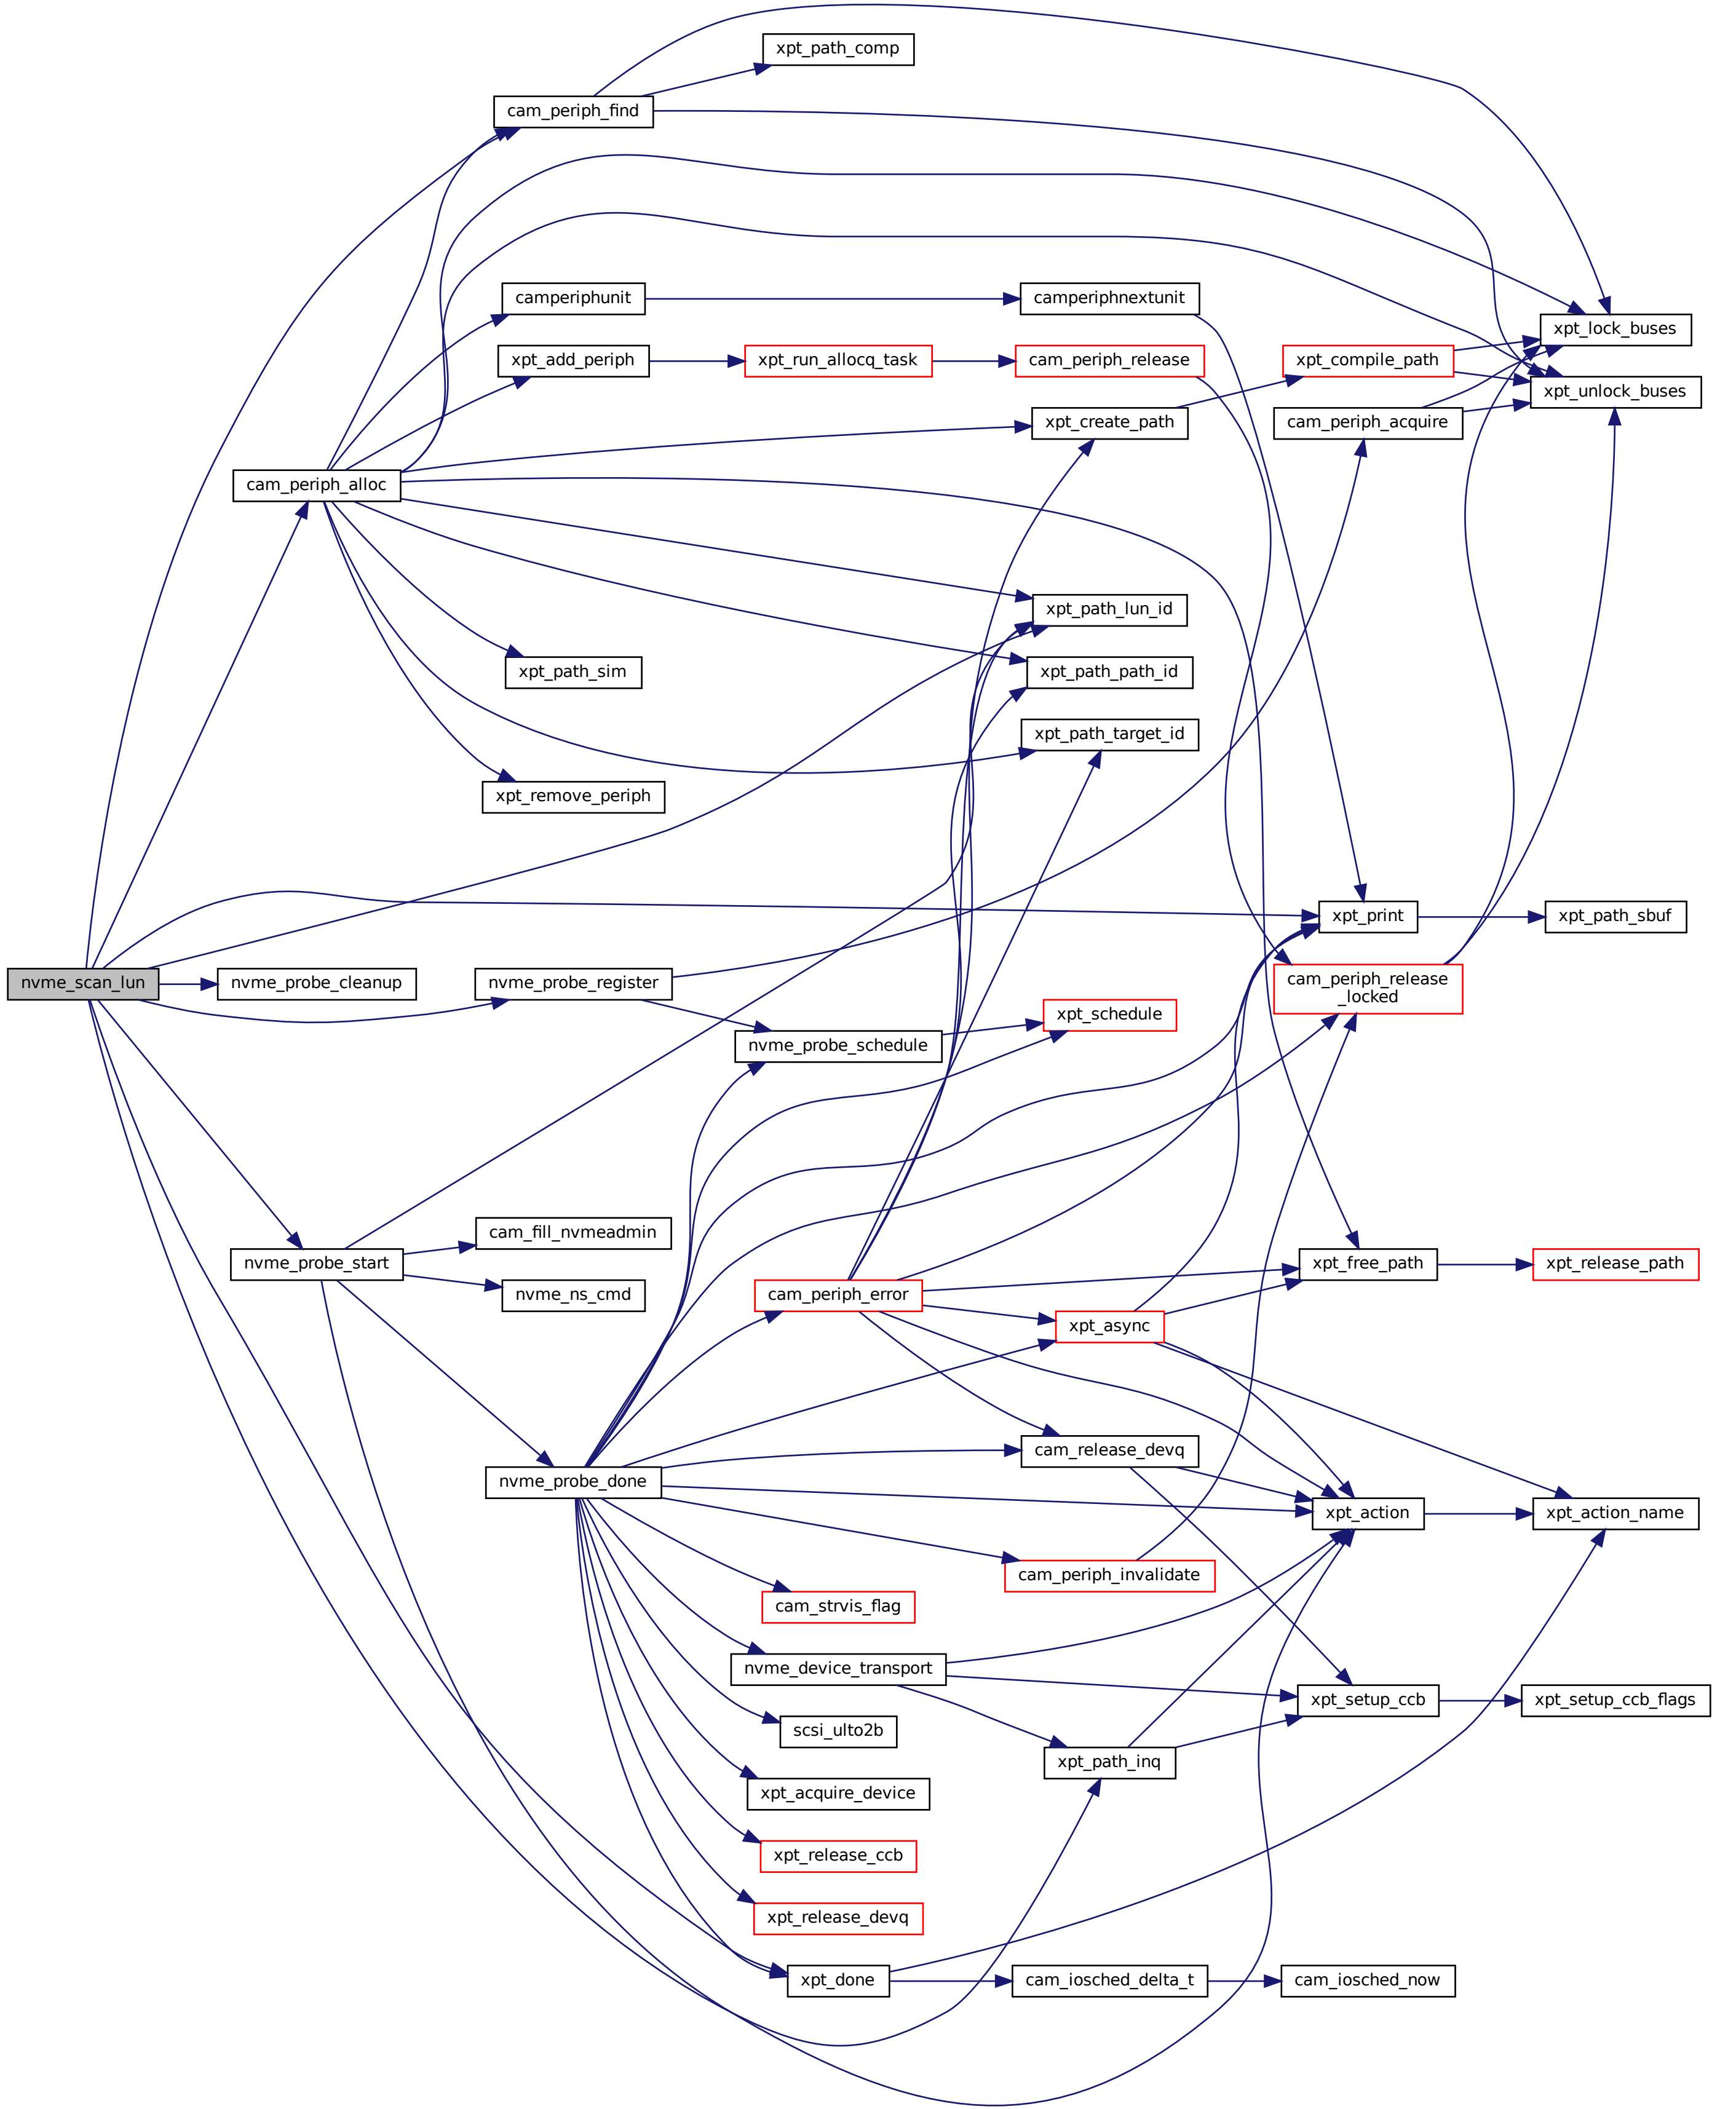 xpt_path_comp
cam_periph_find
camperiphunit
camperiphnextunit
xpt_lock_buses
xpt_add_periph
xpt_run_allocq_task
cam_periph_release
xpt_compile_path
xpt_unlock_buses
xpt_create_path
cam_periph_acquire
cam_periph_alloc
xpt_path_lun_id
xpt_path_sim
xpt_path_path_id
xpt_path_target_id
xpt_remove_periph
xpt_print
xpt_path_sbuf
nvme_scan_lun
nvme_probe_cleanup
nvme_probe_register
cam_periph_release
_locked
xpt_schedule
nvme_probe_schedule
cam_fill_nvmeadmin
nvme_probe_start
xpt_free_path
xpt_release_path
nvme_ns_cmd
cam_periph_error
xpt_async
cam_release_devq
nvme_probe_done
xpt_action
xpt_action_name
cam_periph_invalidate
cam_strvis_flag
nvme_device_transport
xpt_setup_ccb
xpt_setup_ccb_flags
scsi_ulto2b
xpt_path_inq
xpt_acquire_device
xpt_release_ccb
xpt_release_devq
xpt_done
cam_iosched_delta_t
cam_iosched_now